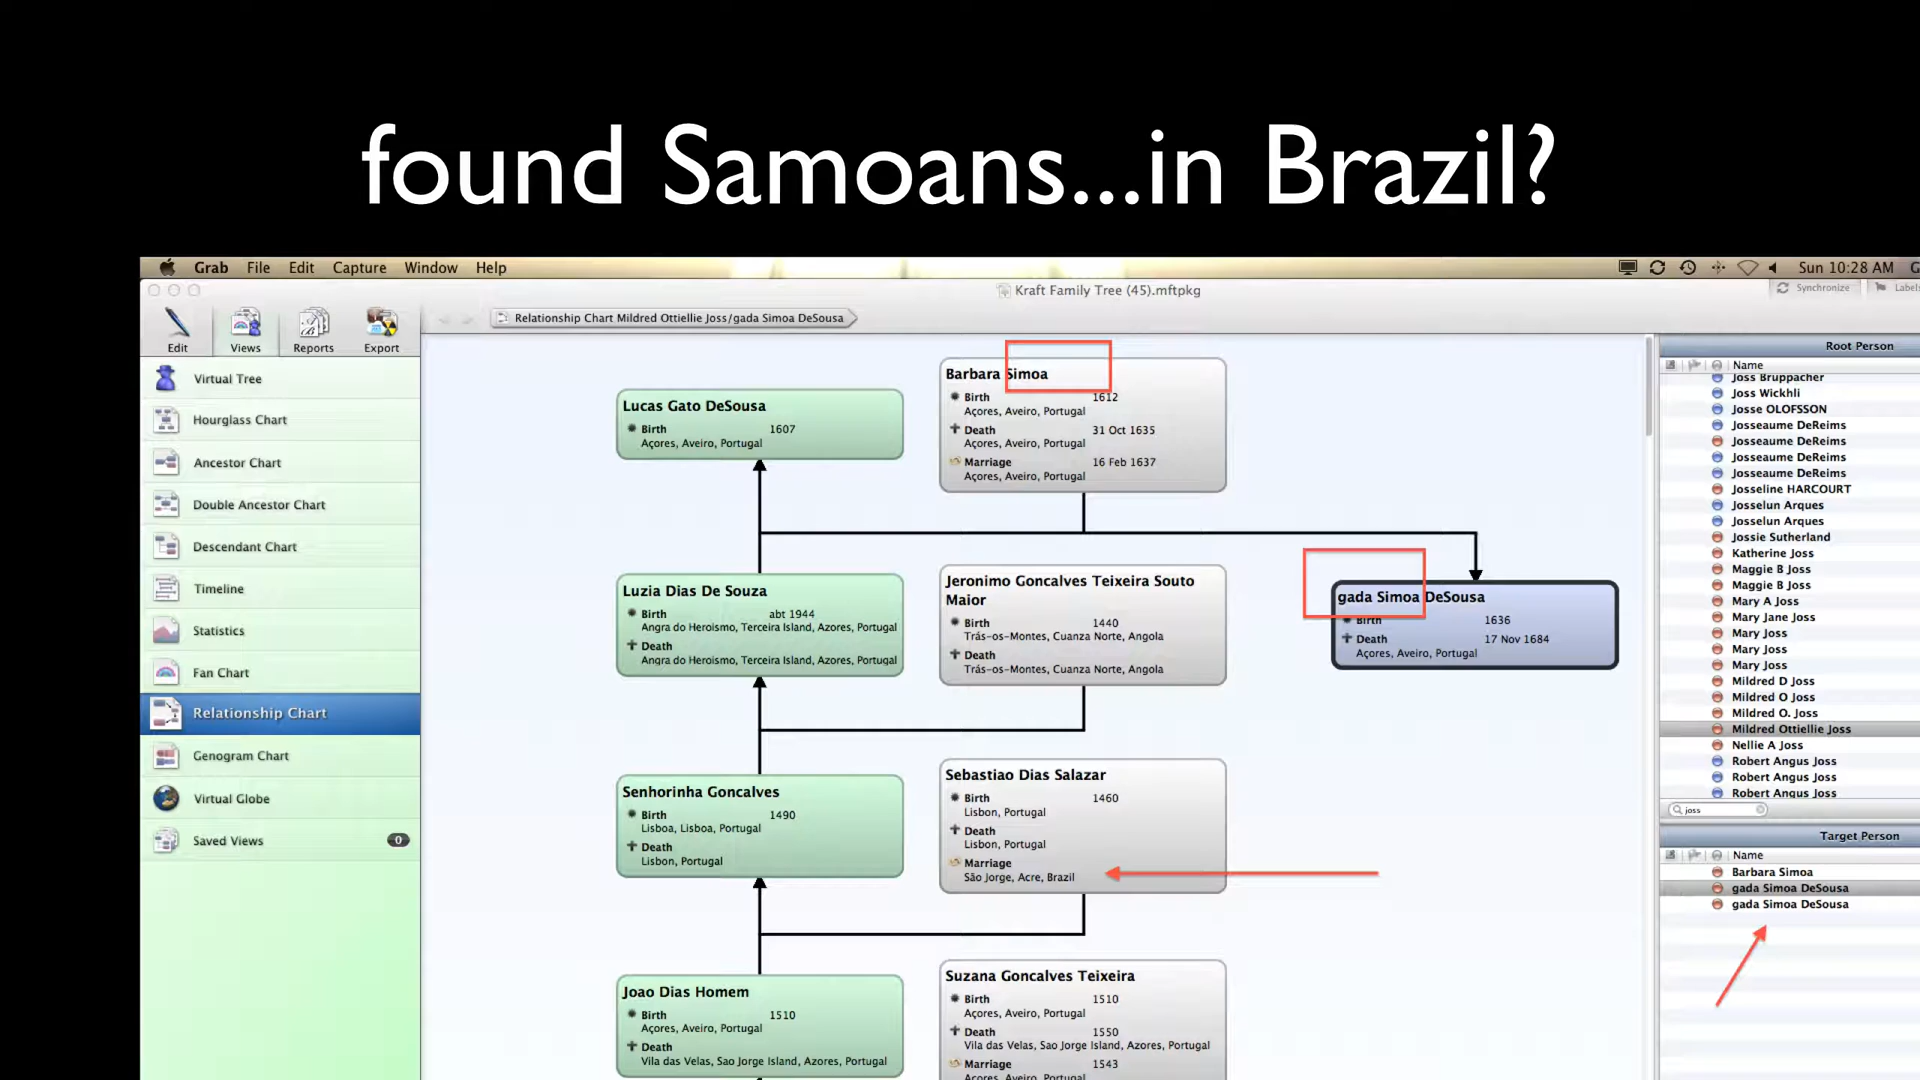 found Samoans...in Brazil?
Grab File Edit Capture Window Help
Sun 10:28 AM
Kraft Family Tree (45).mftpkg
Synchronize
Labels
Edit
Views
Reports
Export
Relationship Chart Mildred Ottiellie Joss/gada Simoa DeSousa
Virtual Tree
Hourglass Chart
Ancestor Chart
Double Ancestor Chart
Descendant Chart
Timeline
Statistics
Fan Chart
Relationship Chart
Genogram Chart
Virtual Globe
Saved Views 0
Lucas Gato DeSousa
Birth 1607
Açores, Aveiro, Portugal
Barbara Simoa
Birth 1612
Açores, Aveiro, Portugal
Death 31 Oct 1635
Açores, Aveiro, Portugal
Marriage 16 Feb 1637
Açores, Aveiro, Portugal
Luzia Dias De Souza
Birth abt 1944
Angra do Heroismo, Terceira Island, Azores, Portugal
Death
Angra do Heroismo, Terceira Island, Azores, Portugal
Jeronimo Goncalves Teixeira Souto
Maior
Birth 1440
Trás-os-Montes, Cuanza Norte, Angola
Death
Trás-os-Montes, Cuanza Norte, Angola
gada Simoa DeSousa
Birth 1636
Death 17 Nov 1684
Açores, Aveiro, Portugal
Senhorinha Goncalves
Birth 1490
Lisboa, Lisboa, Portugal
Death
Lisbon, Portugal
Sebastiao Dias Salazar
Birth 1460
Lisbon, Portugal
Death
Lisbon, Portugal
Marriage
São Jorge, Acre, Brazil
Joao Dias Homem
Birth 1510
Açores, Aveiro, Portugal
Death
Vila das Velas, Sao Jorge Island, Azores, Portugal
Suzana Goncalves Teixeira
Birth 1510
Açores, Aveiro, Portugal
Death 1550
Vila das Velas, Sao Jorge Island, Azores, Portugal
Marriage 1543
Açores, Aveiro, Portugal
Root Person
Name
Joss Bruppacher
Joss Wickhli
Josse OLOFSSON
Josseaume DeReims
Josseaume DeReims
Josseaume DeReims
Josseaume DeReims
Josseline HARCOURT
Josselun Arques
Josselun Arques
Jossie Sutherland
Katherine Joss
Maggie B Joss
Maggie B Joss
Mary A Joss
Mary Jane Joss
Mary Joss
Mary Joss
Mary Joss
Mildred D Joss
Mildred O Joss
Mildred O. Joss
Mildred Ottiellie Joss
Nellie A Joss
Robert Angus Joss
Robert Angus Joss
Robert Angus Joss
joss
Target Person
Name
Barbara Simoa
gada Simoa DeSousa
gada Simoa DeSousa